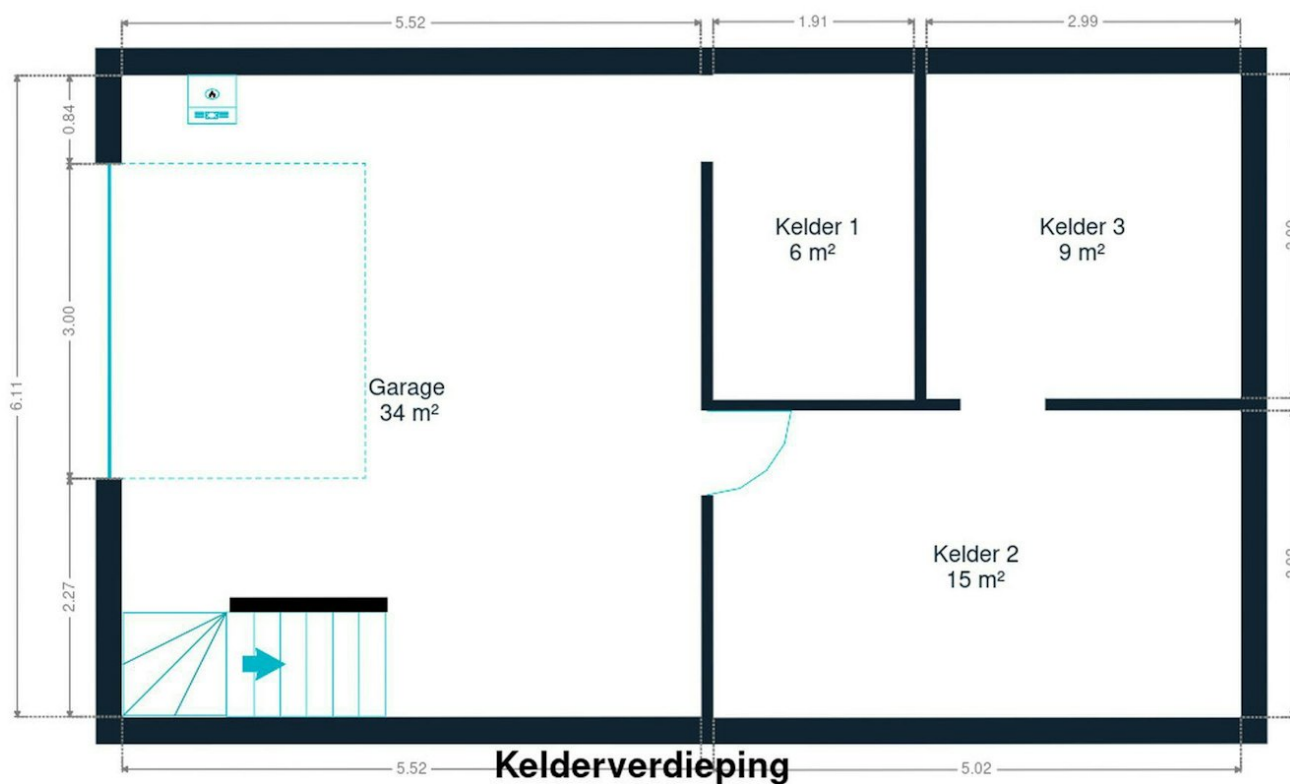 5.52
1.91
2.99
0.84
3.00
6.11
2.27
Kelder 1
6 m²
Kelder 3
9 m²
Garage
34 m²
Kelder 2
15 m²
5.52
Kelderverdieping
5.02